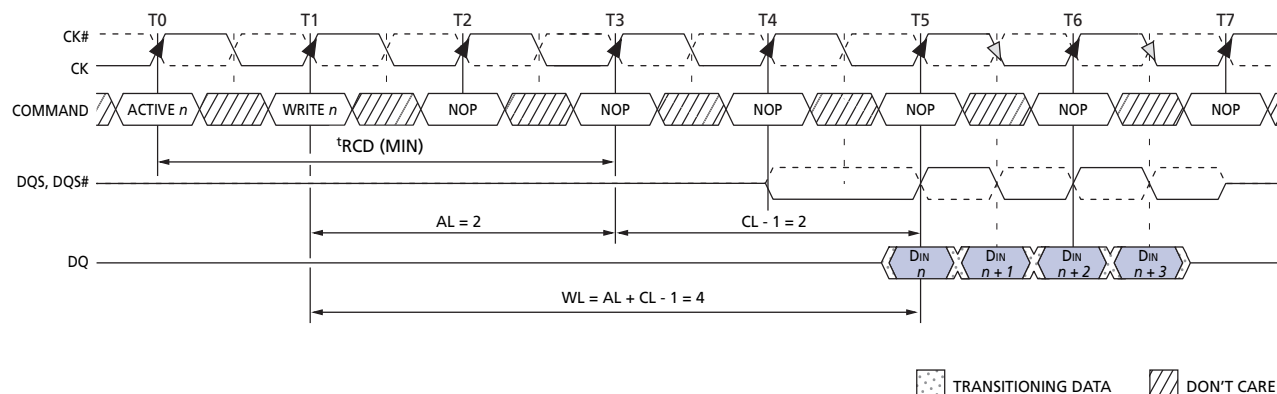 T0 T1 T2 T3 T4 T5 T6 T7
CK#
CK
COMMAND ACTIVE n WRITE n NOP NOP NOP NOP NOP NOP
tRCD (MIN)
DQS, DQS#
AL = 2 CL - 1 = 2
DQ DIN n DIN n + 1 DIN n + 2 DIN n + 3
WL = AL + CL - 1 = 4
TRANSITIONING DATA DON'T CARE